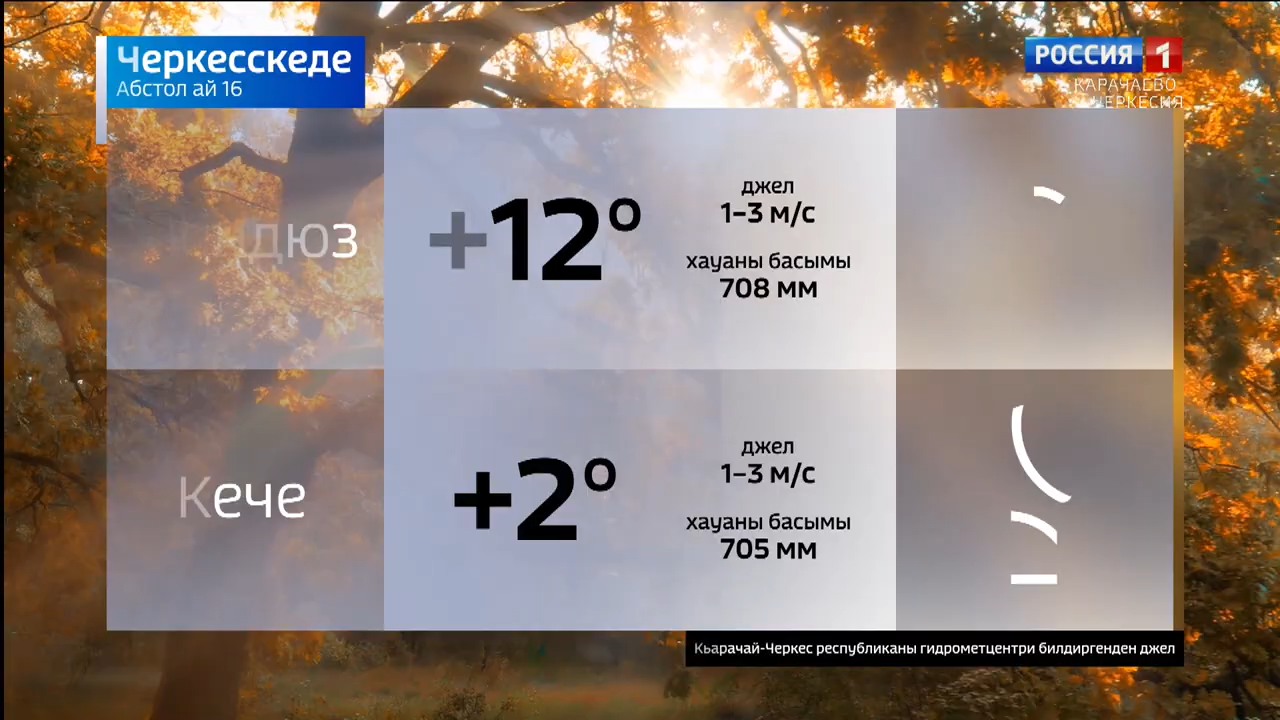 Черкесскеде
Абстол ай 16
РОССИЯ 1
КАРАЧАЕВО
ЧЕРКЕСИЯ
дюз
+12°
джел
1-3 м/с
хауаны басымы
708 мм
Кече
+2°
джел
1-3 м/с
хауаны басымы
705 мм
Кьарачай-Черкес республиканы гидрометцентри билдиргенден джел